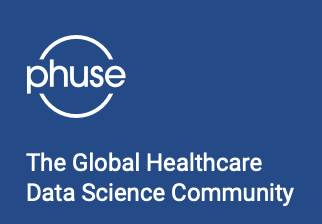 phuse
The Global Healthcare
Data Science Community